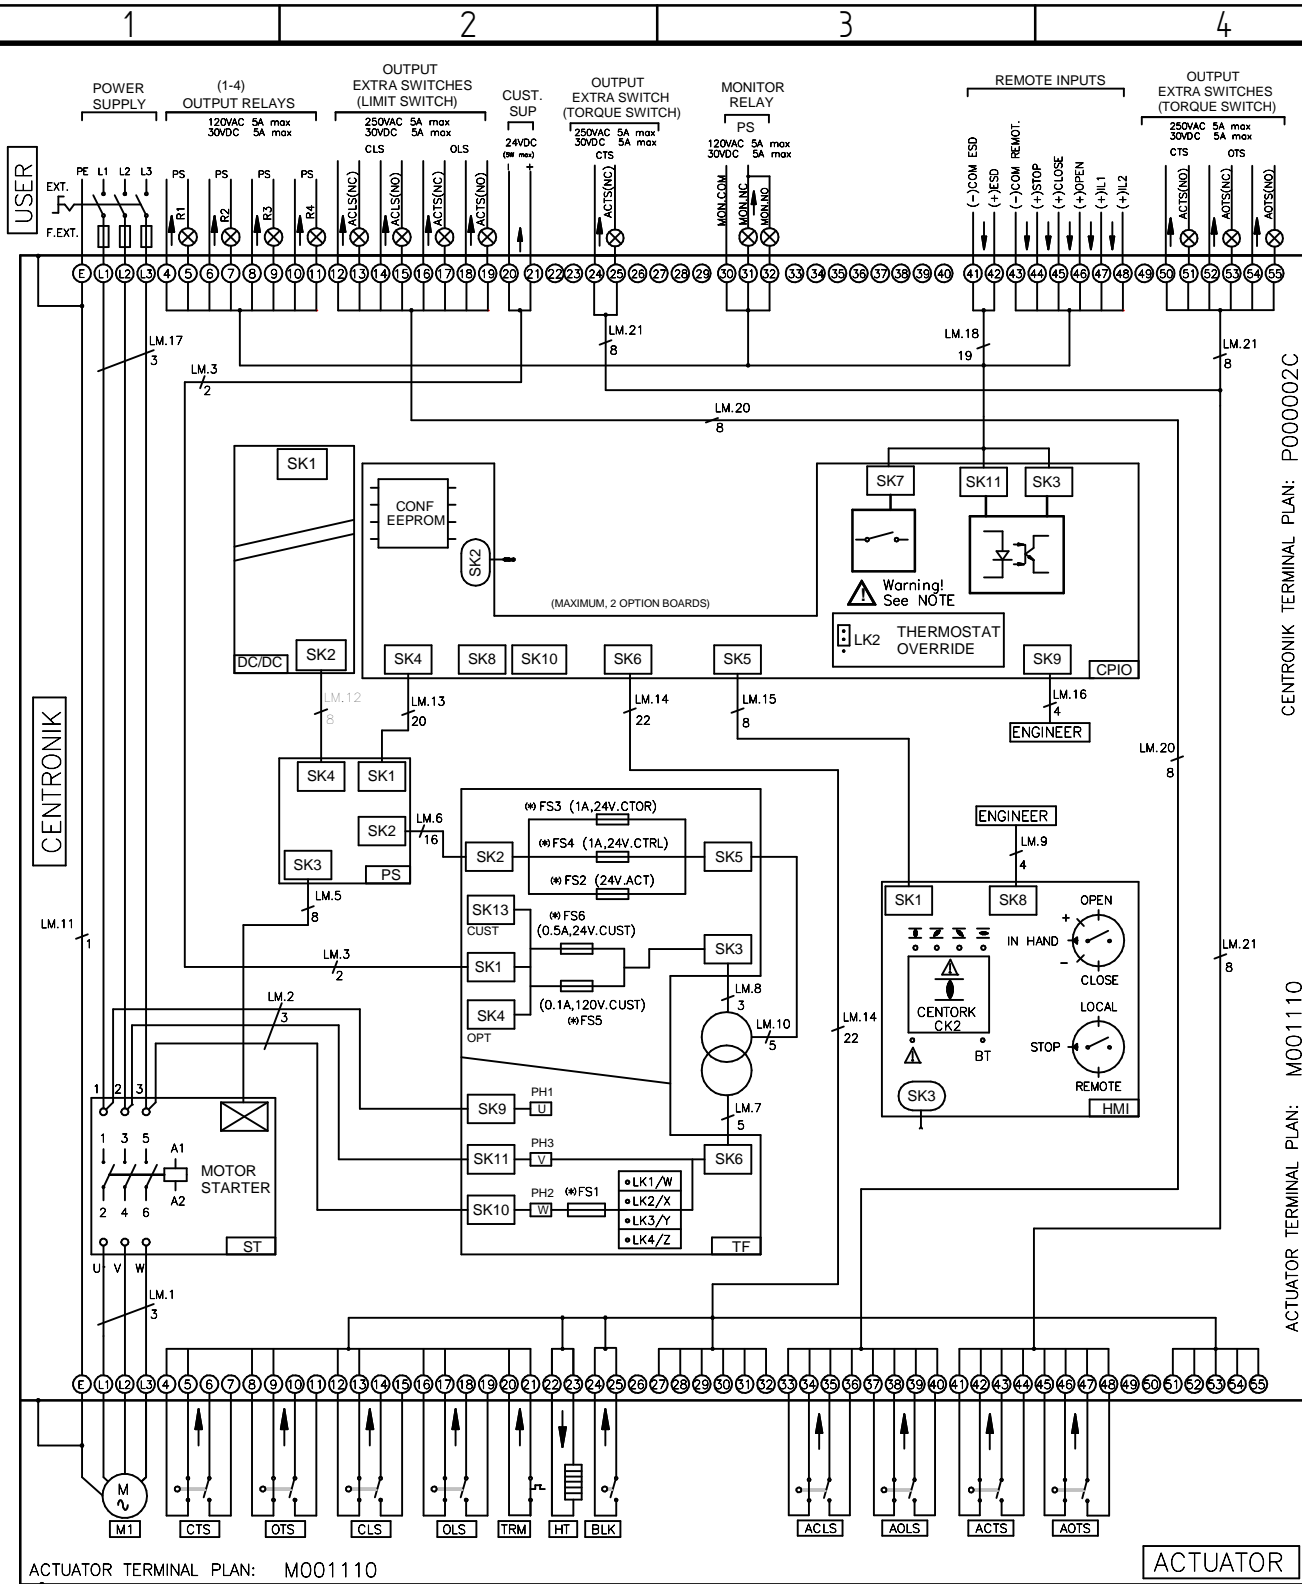 1 2 3 4
POWER
SUPPLY
(1-4)
OUTPUT RELAYS
120VAC 5A max
30VDC 5A max
OUTPUT
EXTRA SWITCHES
(LIMIT SWITCH)
250VAC 5A max
30VDC 5A max
CLS OLS
CUST.
SUP
24VDC
(5W max)
- +
OUTPUT
EXTRA SWITCH
(TORQUE SWITCH)
250VAC 5A max
30VDC 5A max
CTS
MONITOR
RELAY
PS
120VAC 5A max
30VDC 5A max
REMOTE INPUTS
OUTPUT
EXTRA SWITCHES
(TORQUE SWITCH)
250VAC 5A max
30VDC 5A max
CTS OTS
USER
EXT.
F.EXT.
PE L1 L2 L3
PS PS PS PS
R1 R2 R3 R4
ACLS(NC) ACLS(NO) ACTS(NC) ACTS(NO)
ACTS(NC)
MON.COM MON.NC MON.NO
(-)COM ESD
(+)ESD
(-)COM REMOT.
(+)STOP
(+)CLOSE
(+)OPEN
(+)IL1
(+)IL2
ACTS(NO) AOTS(NC) AOTS(NO)
E L1 L2 L3 4 5 6 7 8 9 10 11 12 13 14 15 16 17 18 19 20 21 22 23 24 25 26 27 28 29 30 31 32 33 34 35 36 37 38 39 40 41 42 43 44 45 46 47 48 49 50 51 52 53 54 55
LM.17
3
LM.3
2
LM.21
8
LM.18
19
LM.21
8
LM.20
8
CENTRONIK TERMINAL PLAN: P000002C
SK1
CONF
EEPROM
SK2
SK7 SK11 SK3
Warning!
See NOTE
(MAXIMUM, 2 OPTION BOARDS)
LK2
THERMOSTAT
OVERRIDE
DC/DC
SK2
SK4 SK8 SK10 SK6 SK5 SK9
CPIO
LM.12
8
LM.13
20
LM.14
22
LM.15
8
LM.16
4
ENGINEER
CENTRONIK
LM.20
8
SK4 SK1
SK2
SK3
PS
LM.6
16
LM.5
8
(*) FS3 (1A,24V.CTOR)
(*) FS4 (1A,24V.CTRL)
(*) FS2 (24V.ACT)
SK2 SK5
ENGINEER
LM.9
4
SK13
CUST
(*) FS6
(0.5A,24V.CUST)
SK1
SK3
SK4
OPT
(0.1A,120V.CUST)
(*)FS5
LM.11
1
LM.3
2
LM.2
3
LM.8
3
LM.10
5
LM.14
22
LM.7
5
SK1 SK8
OPEN
+
IN HAND
-
CLOSE
CENTORK
CK2
BT
LOCAL
STOP
REMOTE
SK3
HMI
LM.21
8
1 2 3
1 3 5
A1
A2
MOTOR
STARTER
2 4 6
ST
U V W
SK9
PH1
U
SK11
PH3
V
SK10
PH2
W
(*)FS1
LK1/W
LK2/X
LK3/Y
LK4/Z
SK6
TF
ACTUATOR TERMINAL PLAN: M001110
LM.1
3
E L1 L2 L3 4 5 6 7 8 9 10 11 12 13 14 15 16 17 18 19 20 21 22 23 24 25 26 27 28 29 30 31 32 33 34 35 36 37 38 39 40 41 42 43 44 45 46 47 48 49 50 51 52 53 54 55
M
M1 CTS OTS CLS OLS TRM HT BLK ACLS AOLS ACTS AOTS
ACTUATOR TERMINAL PLAN: M001110
ACTUATOR